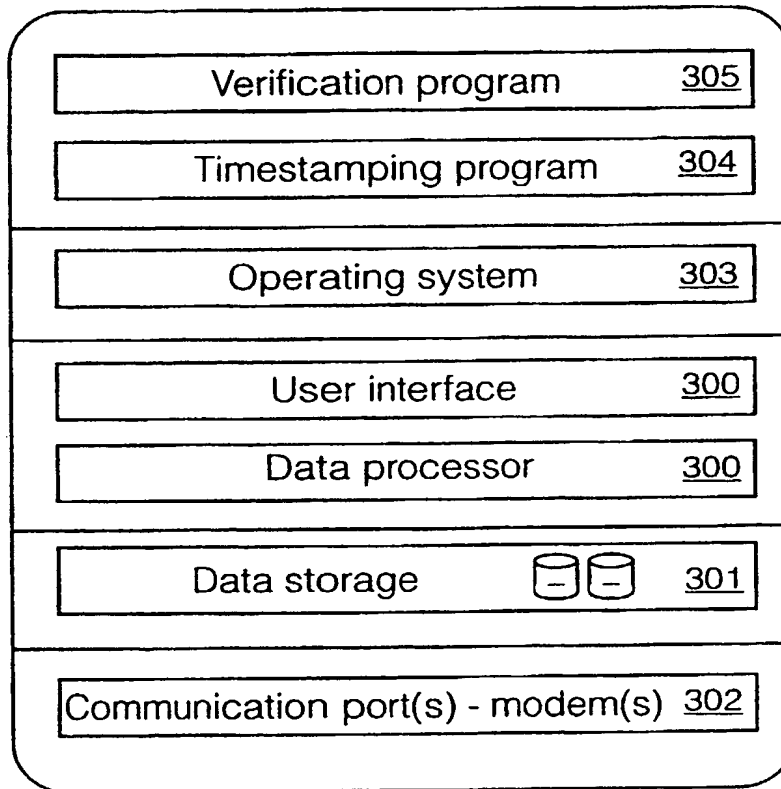 Verification program 305
Timestamping program 304
Operating system 303
User interface 300
Data processor 300
Data storage 301
Communication port(s) - modem(s) 302